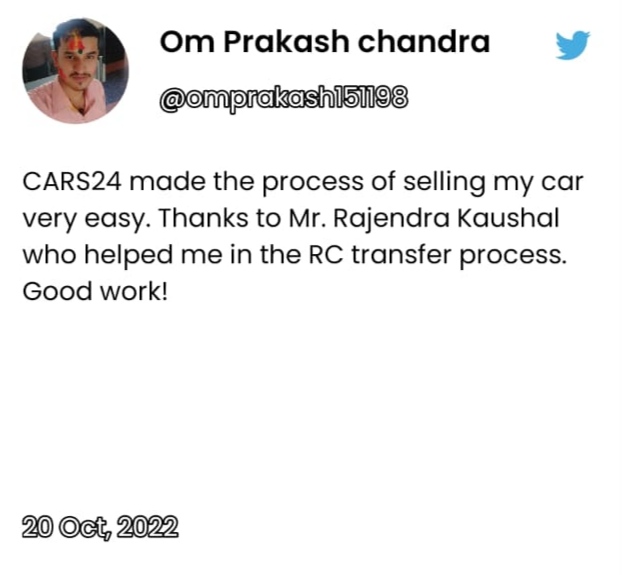 Om Prakash chandra
@omprakash151198
CARS24 made the process of selling my car
very easy. Thanks to Mr. Rajendra Kaushal
who helped me in the RC transfer process.
Good work!
20 Oct, 2022